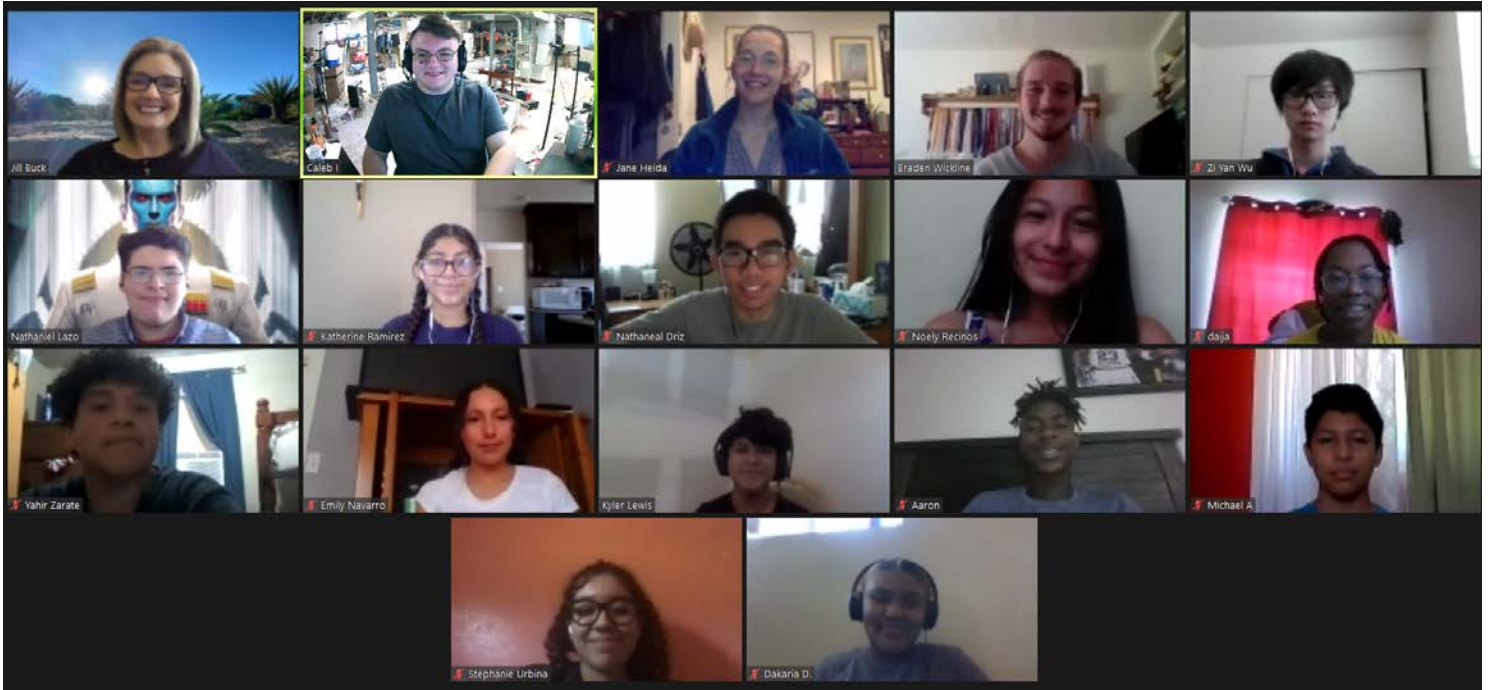 Jill Buck
Caleb I
Jane Heida
Braden Wickline
Zi Yan Wu
Nathaniel Lazo
Katherine Ramirez
Nathaneal Driz
Noely Recinos
daija
Yahir Zarate
Emily Navarro
Kyler Lewis
Aaron
Michael A
Stephanie Urbina
Dakaria D.
23